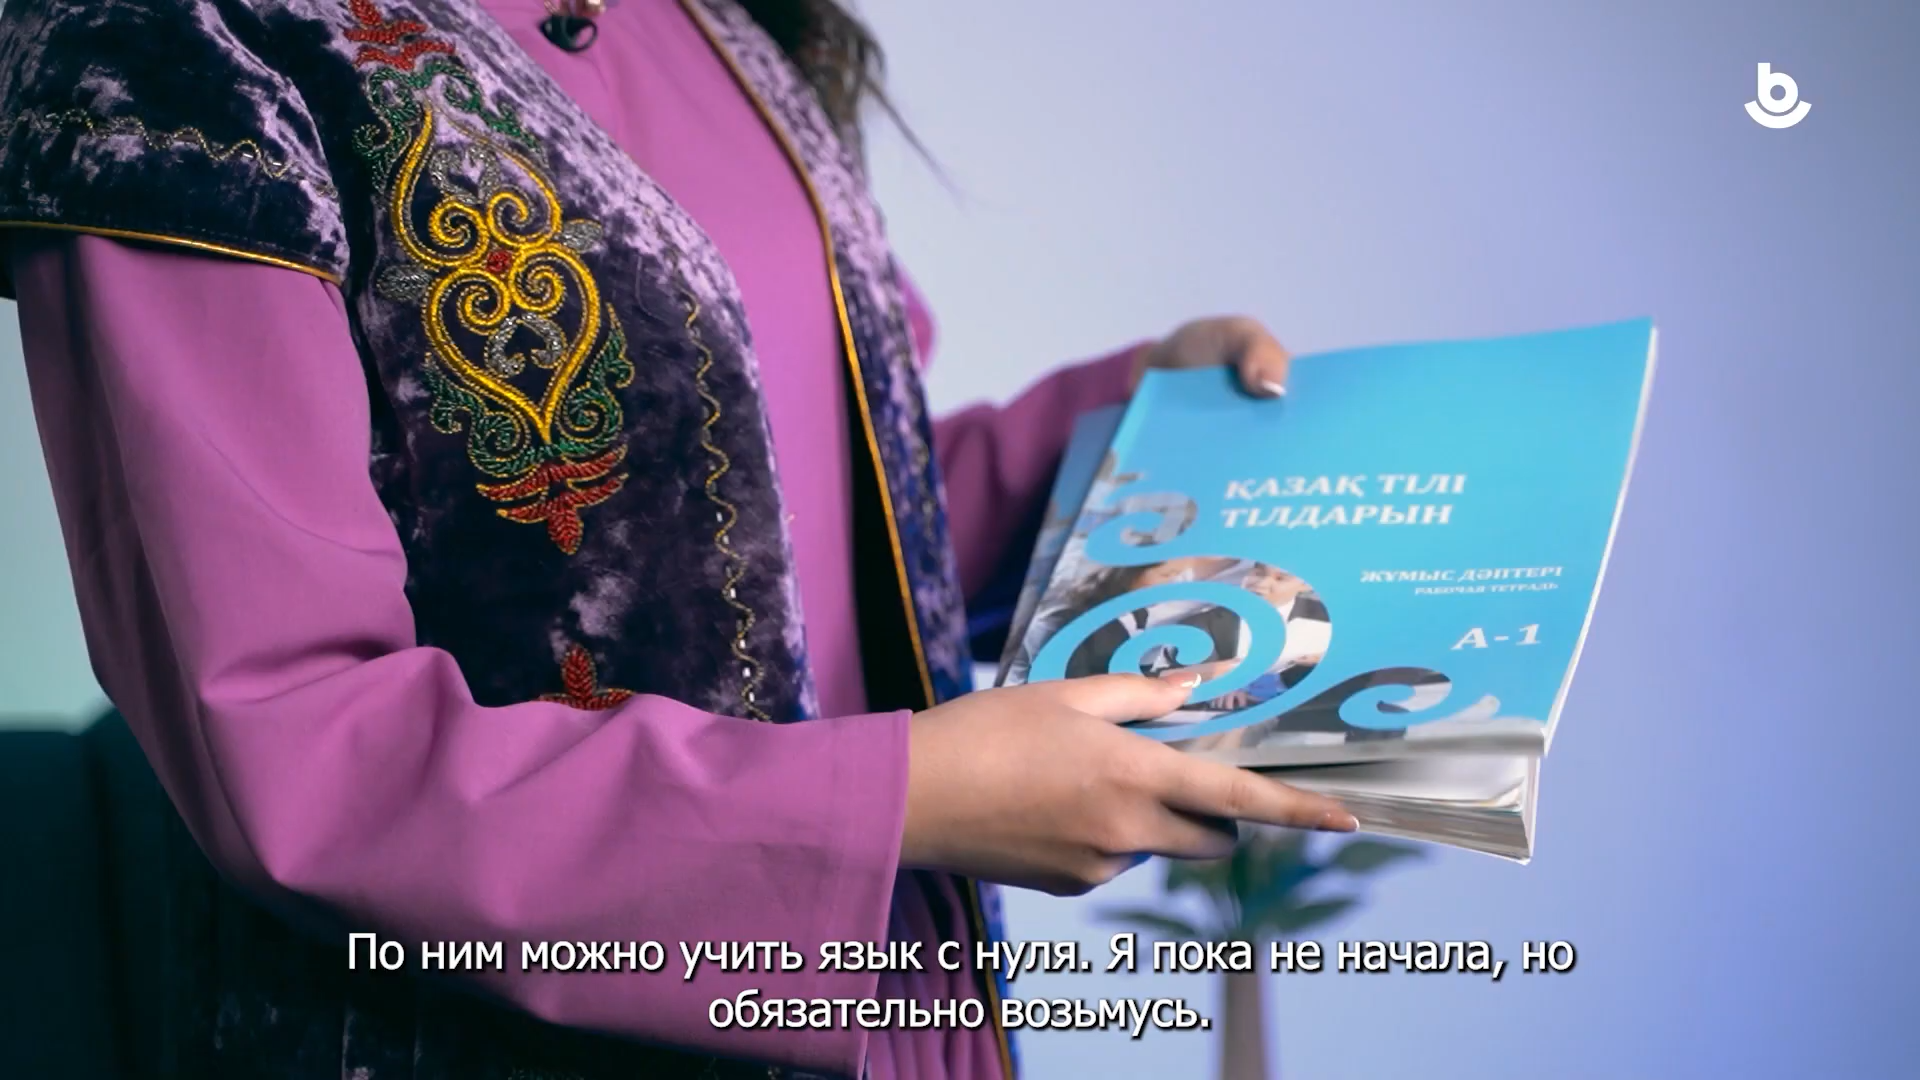 b
ҚАЗАҚ ТІЛІ
ТІЛДАРЫН
ЖҰМЫС ДӘПТЕРІ
РАБОЧАЯ ТЕТРАДЬ
А-1
По ним можно учить язык с нуля. Я пока не начала, но
обязательно возьмусь.